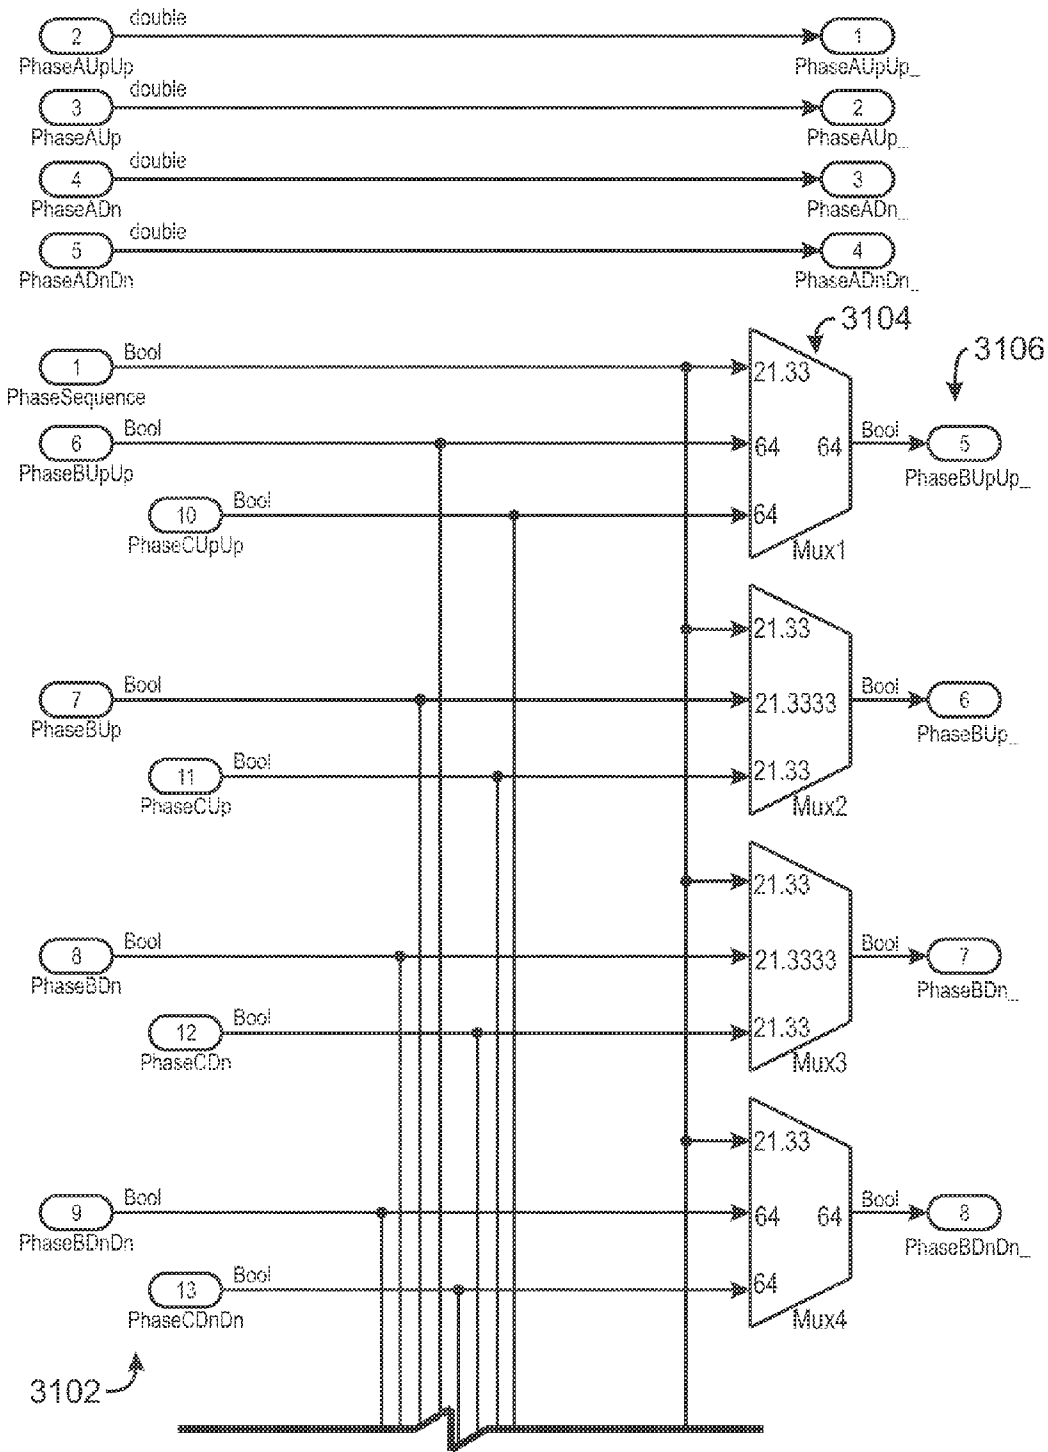 double
2
1
PhaseAUpUp
PhaseAUpUp_
double
3
2
PhaseAUp
PhaseAUp_
double
4
3
PhaseADn
PhaseADn_
double
5
4
PhaseADnDn
PhaseADnDn_
3104
3106
Bool
1
21.33
PhaseSequence
Bool
6
64
64
Bool
5
PhaseBUpUp
PhaseBUpUp_
Bool
10
64
PhaseCUpUp
Mux1
21.33
Bool
7
21.3333
Bool
6
PhaseBUp
PhaseBUp_
Bool
11
21.33
PhaseCUp
Mux2
21.33
Bool
8
21.3333
Bool
7
PhaseBDn
PhaseBDn_
Bool
12
21.33
PhaseCDn
Mux3
21.33
Bool
9
64
64
Bool
8
PhaseBDnDn
PhaseBDnDn_
Bool
13
64
PhaseCDnDn
Mux4
3102